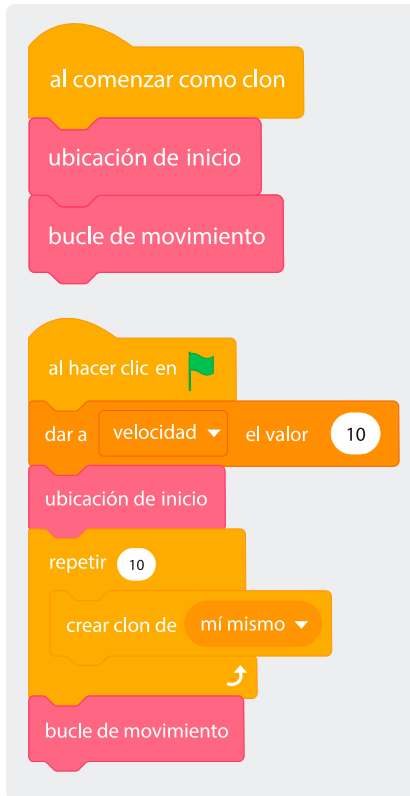 al comenzar como clon
ubicación de inicio
bucle de movimiento
al hacer clic en
dar a velocidad el valor 10
ubicación de inicio
repetir 10
crear clon de mí mismo
bucle de movimiento